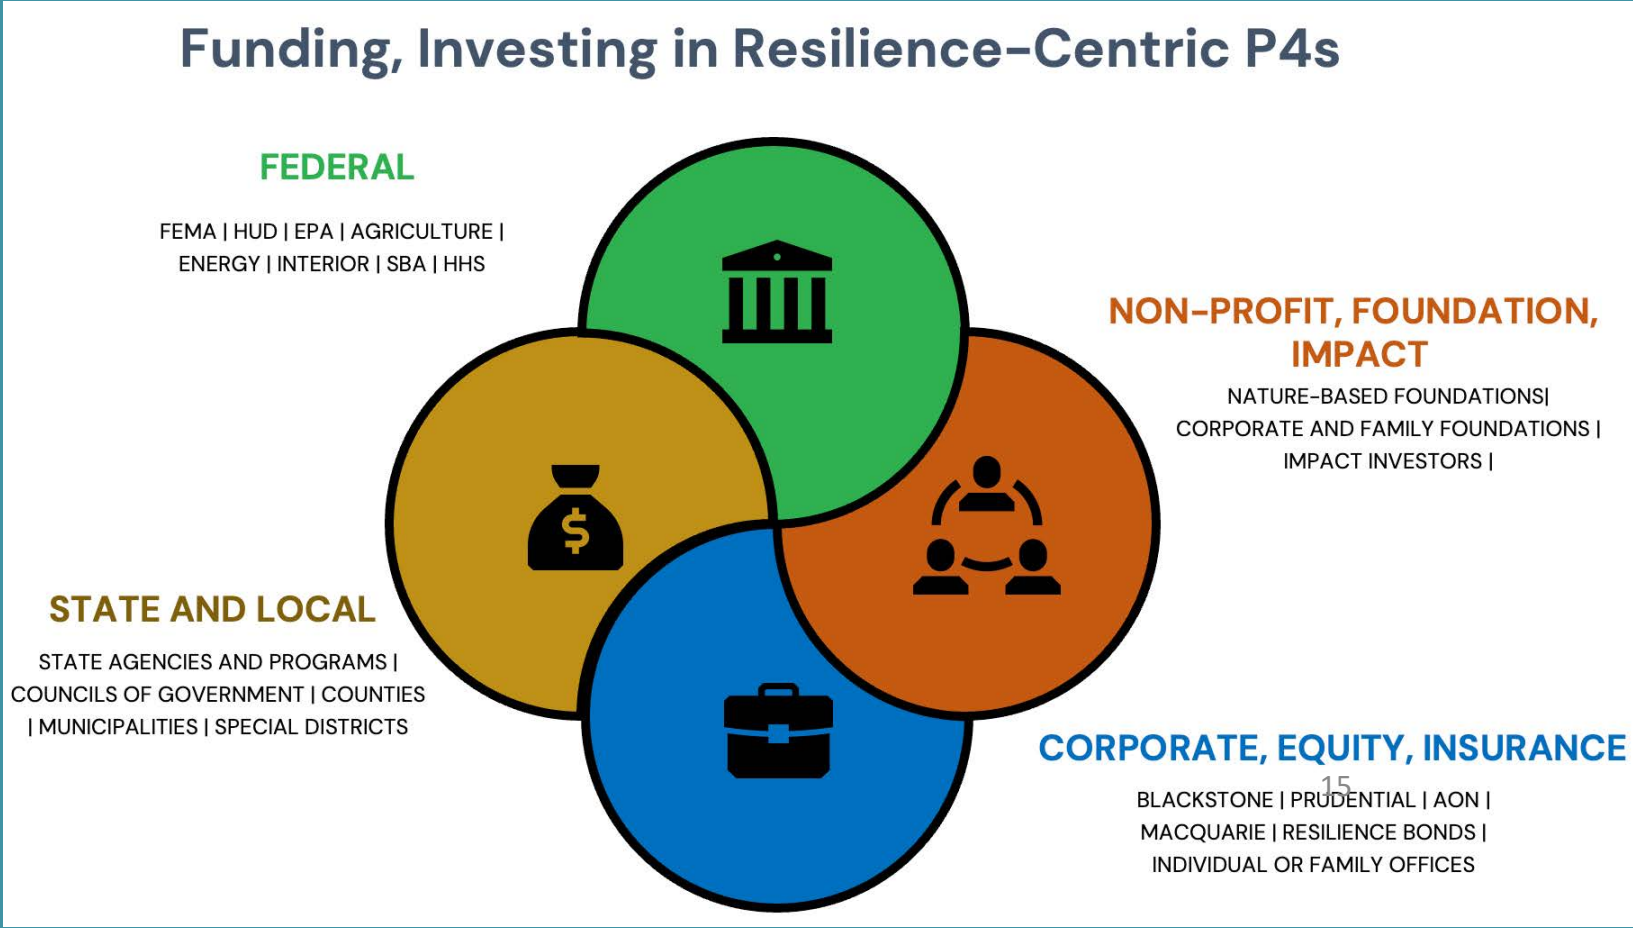 Funding, Investing in Resilience-Centric P4s
FEDERAL
FEMA | HUD | EPA | AGRICULTURE |
ENERGY | INTERIOR | SBA | HHS
NON-PROFIT, FOUNDATION,
IMPACT
NATURE-BASED FOUNDATIONS|
CORPORATE AND FAMILY FOUNDATIONS |
IMPACT INVESTORS |
$
STATE AND LOCAL
STATE AGENCIES AND PROGRAMS |
COUNCILS OF GOVERNMENT | COUNTIES
| MUNICIPALITIES | SPECIAL DISTRICTS
CORPORATE, EQUITY, INSURANCE
15
BLACKSTONE | PRUDENTIAL | AON |
MACQUARIE | RESILIENCE BONDS |
INDIVIDUAL OR FAMILY OFFICES